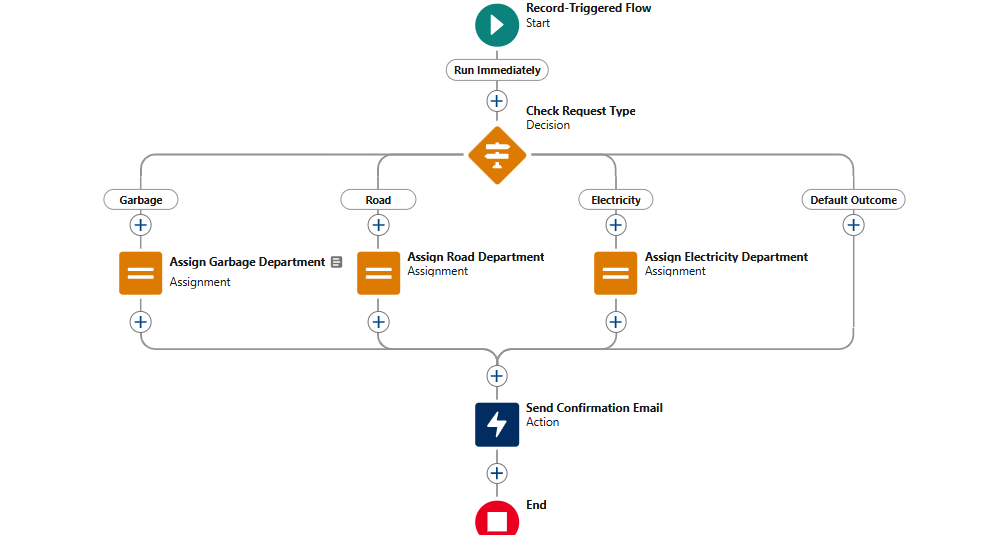 Record-Triggered Flow
Start
Run Immediately
Check Request Type
Decision
Garbage
Road
Electricity
Default Outcome
Assign Garbage Department
Assignment
Assign Road Department
Assignment
Assign Electricity Department
Assignment
Send Confirmation Email
Action
End